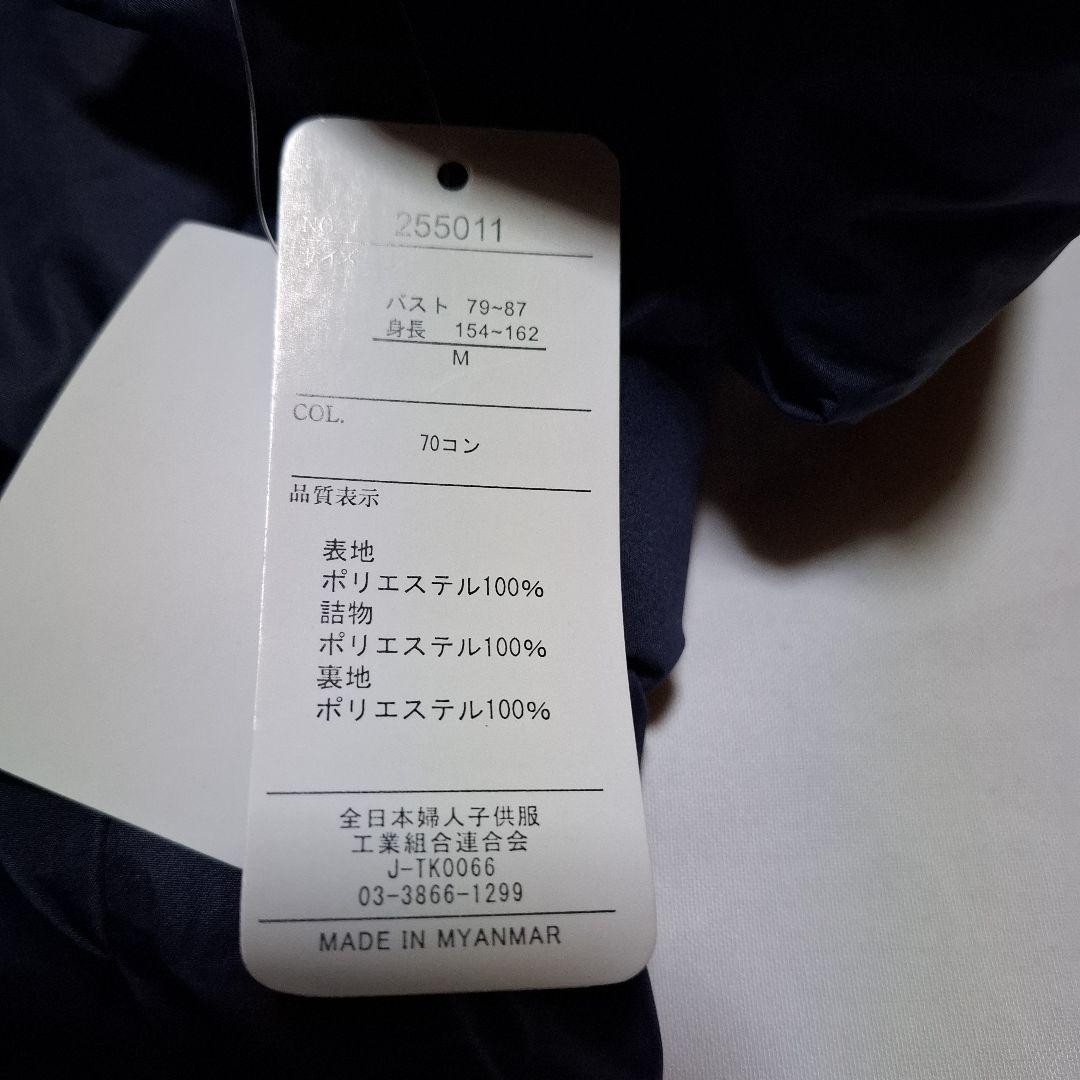 NO. 255011
サイズ
バスト 79~87
身長 154~162
M
COL.
70コン
品質表示
表地
ポリエステル100%
詰物
ポリエステル100%
裏地
ポリエステル100%
全日本婦人子供服
工業組合連合会
J-TK0066
03-3866-1299
MADE IN MYANMAR